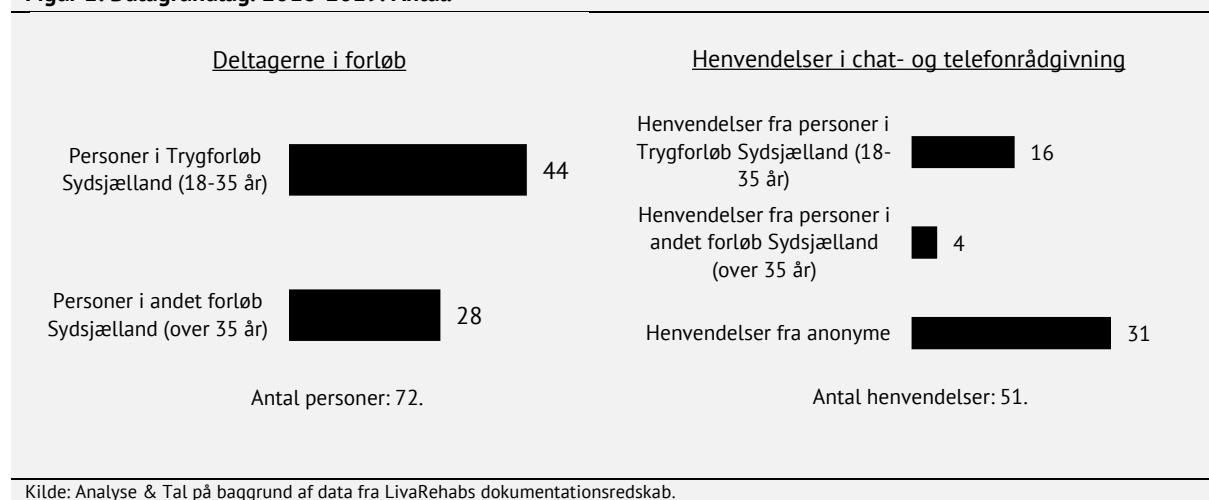 Deltagerne i forløb
Personer i Trygforløb
Sydsjælland (18-35 år)
44
Personer i andet forløb
Sydsjælland (over 35 år)
28
Antal personer: 72.
Henvendelser i chat- og telefonrådgivning
Henvendelser fra personer i
Trygforløb Sydsjælland (18-
35 år)
16
Henvendelser fra personer i
andet forløb Sydsjælland
(over 35 år)
4
Henvendelser fra anonyme
31
Antal henvendelser: 51.
Kilde: Analyse & Tal på baggrund af data fra LivaRehabs dokumentationsredskab.